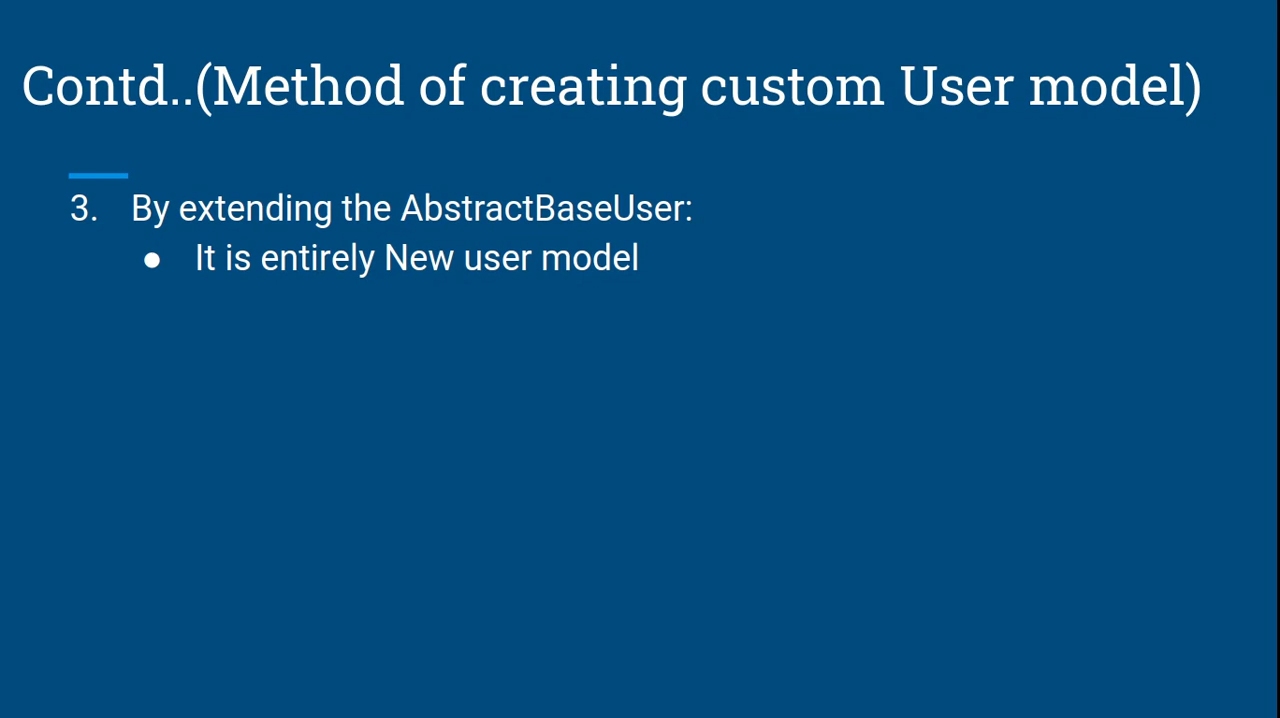 Contd..(Method of creating custom User model)
3. By extending the AbstractBaseUser:
● It is entirely New user model